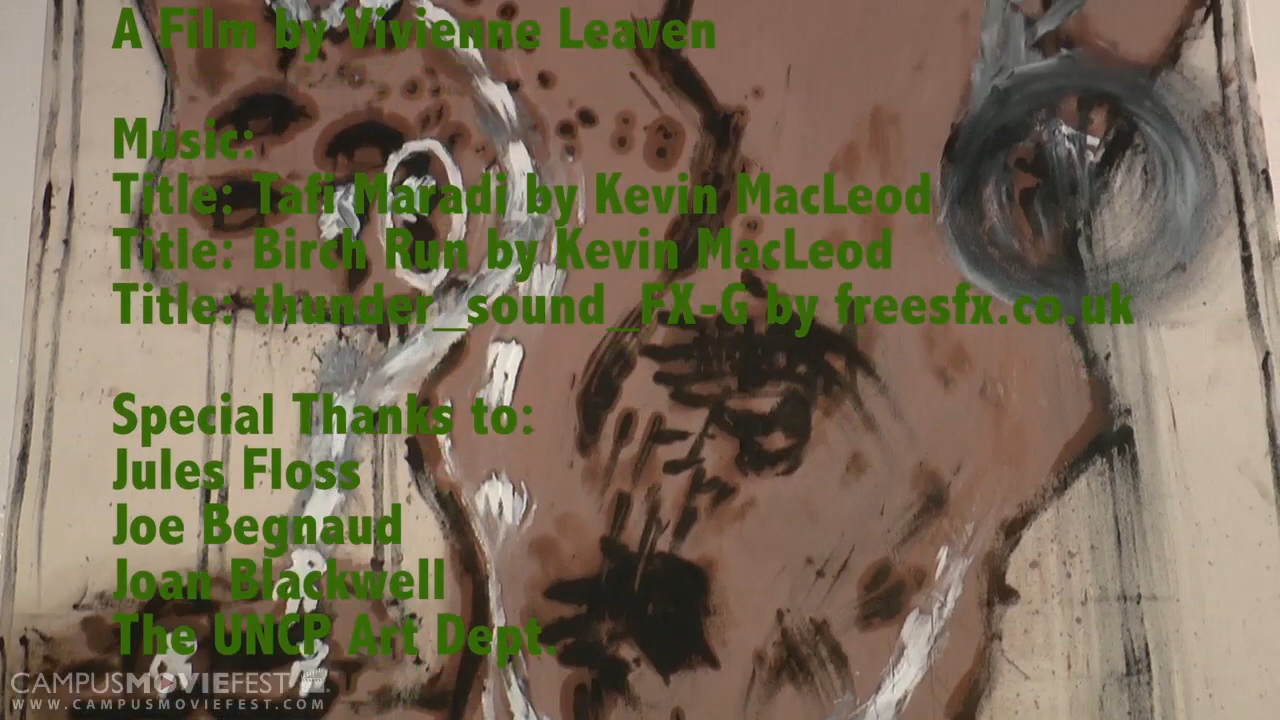 A Film by Vivienne Leaven
Music:
Title: Tafi Maradi by Kevin MacLeod
Title: Birch Run by Kevin MacLeod
Title: thunder_sound_FX-G by freesfx.co.uk
Special Thanks to:
Jules Floss
Joe Begnaud
Joan Blackwell
The UNCP Art Dept.
CAMPUSMOVIEFEST
WWW.CAMPUSMOVIEFEST.COM